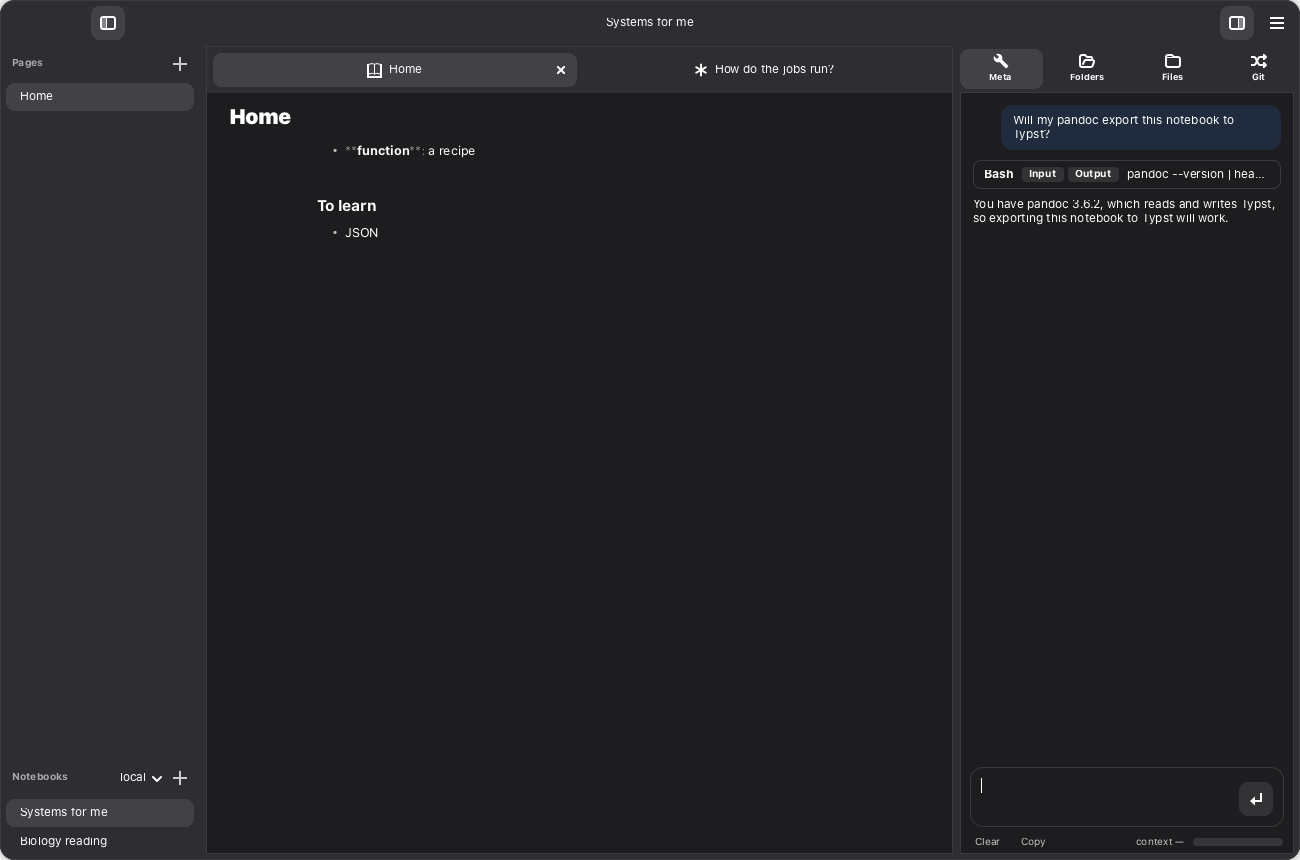 Systems for me
Pages
Home
Home
How do the jobs run?
Home
**function**: a recipe
To learn
JSON
Meta
Folders
Files
Git
Will my pandoc export this notebook to
Typst?
Bash Input Output pandoc --version | hea…
You have pandoc 3.6.2, which reads and writes Typst,
so exporting this notebook to Typst will work.
Clear Copy context —
Notebooks local
Systems for me
Biology reading